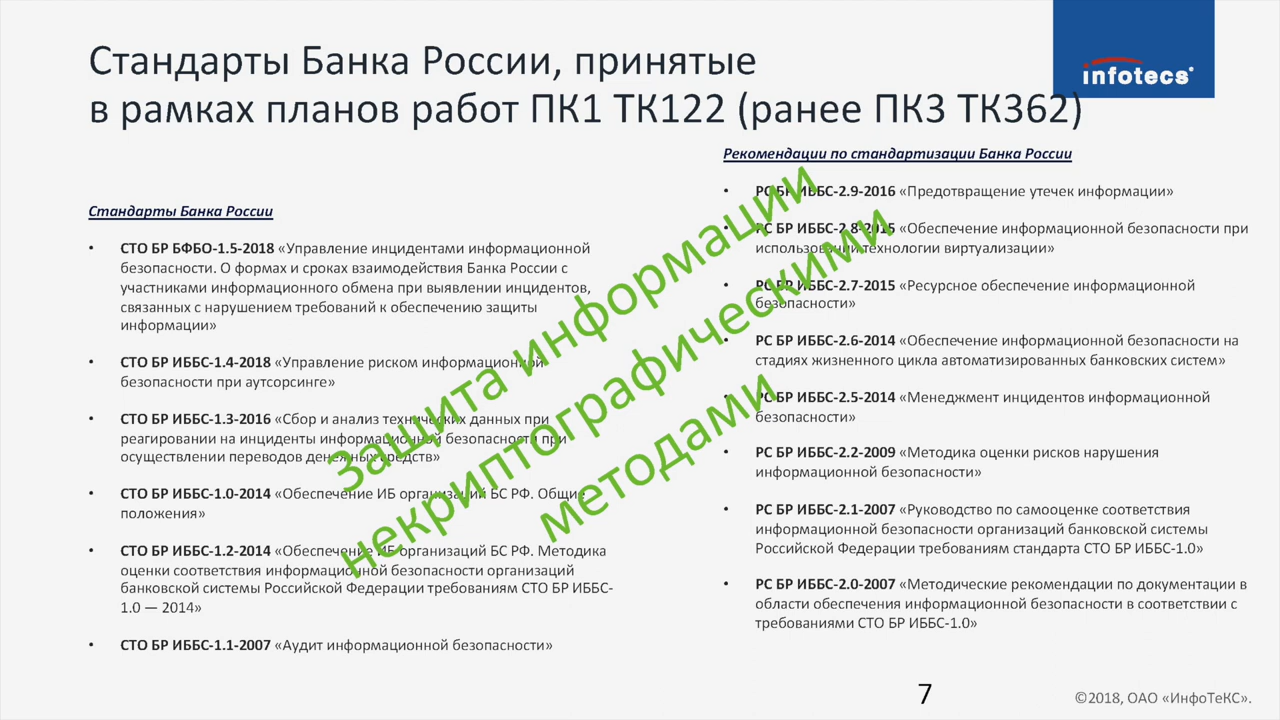 Стандарты Банка России, принятые
в рамках планов работ ПК1 ТК122 (ранее ПК3 ТК362)
infotecs
Стандарты Банка России
• СТО БР БФБО-1.5-2018 «Управление инцидентами информационной
безопасности. О формах и сроках взаимодействия Банка России с
участниками информационного обмена при выявлении инцидентов,
связанных с нарушением требований к обеспечению защиты
информации»
• СТО БР ИББС-1.4-2018 «Управление риском информационной
безопасности при аутсорсинге»
• СТО БР ИББС-1.3-2016 «Сбор и анализ технических данных при
реагировании на инциденты информационной безопасности при
осуществлении переводов денежных средств»
• СТО БР ИББС-1.0-2014 «Обеспечение ИБ организаций БС РФ. Общие
положения»
• СТО БР ИББС-1.2-2014 «Обеспечение ИБ организаций БС РФ. Методика
оценки соответствия информационной безопасности организаций
банковской системы Российской Федерации требованиям СТО БР ИББС-
1.0 — 2014»
• СТО БР ИББС-1.1-2007 «Аудит информационной безопасности»
Рекомендации по стандартизации Банка России
• РС БР ИББС-2.9-2016 «Предотвращение утечек информации»
• РС БР ИББС-2.8-2015 «Обеспечение информационной безопасности при
использовании технологии виртуализации»
• РС БР ИББС-2.7-2015 «Ресурсное обеспечение информационной
безопасности»
• РС БР ИББС-2.6-2014 «Обеспечение информационной безопасности на
стадиях жизненного цикла автоматизированных банковских систем»
• РС БР ИББС-2.5-2014 «Менеджмент инцидентов информационной
безопасности»
• РС БР ИББС-2.2-2009 «Методика оценки рисков нарушения
информационной безопасности»
• РС БР ИББС-2.1-2007 «Руководство по самооценке соответствия
информационной безопасности организаций банковской системы
Российской Федерации требованиям стандарта СТО БР ИББС-1.0»
• РС БР ИББС-2.0-2007 «Методические рекомендации по документации в
области обеспечения информационной безопасности в соответствии с
требованиями СТО БР ИББС-1.0»
Защита информации
некриптографическими
методами
7
©2018, ОАО «ИнфоТеКС».